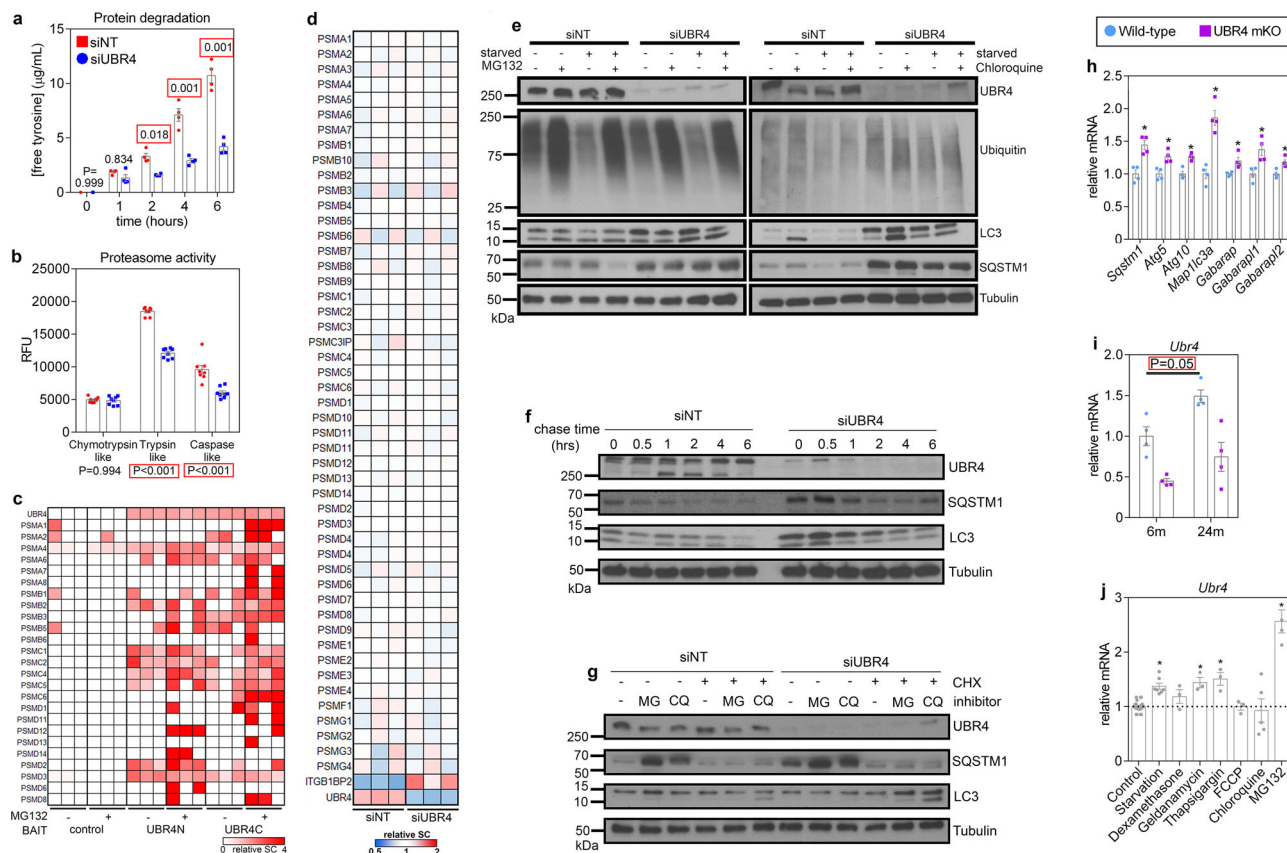 a
Protein degradation
[free tyrosine] (µg/mL)
15
10
5
0
siNT
siUBR4
P=
0.999
0.834
0.018
0.001
0.001
0 1 2 4 6
time (hours)
b
Proteasome activity
RFU
25000
20000
15000
10000
5000
0
Chymotrypsin Trypsin Caspase
like like like
P=0.994 P<0.001 P<0.001
c
UBR4
PSMA1
PSMA2
PSMA4
PSMA6
PSMA7
PSMA8
PSMB1
PSMB2
PSMB3
PSMB5
PSMB6
PSMC1
PSMC2
PSMC4
PSMC5
PSMC6
PSMD1
PSMD11
PSMD12
PSMD13
PSMD14
PSMD2
PSMD3
PSMD6
PSMD8
MG132 - + - + - +
BAIT control UBR4N UBR4C
0 relative SC 4
d
PSMA1
PSMA2
PSMA3
PSMA4
PSMA5
PSMA6
PSMA7
PSMB1
PSMB10
PSMB2
PSMB3
PSMB4
PSMB5
PSMB6
PSMB7
PSMB8
PSMB9
PSMC1
PSMC2
PSMC3
PSMC3IP
PSMC4
PSMC5
PSMC6
PSMD1
PSMD10
PSMD11
PSMD11
PSMD12
PSMD13
PSMD14
PSMD2
PSMD3
PSMD4
PSMD4
PSMD5
PSMD6
PSMD7
PSMD8
PSMD9
PSME1
PSME2
PSME3
PSME4
PSMF1
PSMG1
PSMG2
PSMG3
PSMG4
ITGB1BP2
UBR4
siNT siUBR4
relative SC
0.5 1 2
e
siNT siUBR4 siNT siUBR4
starved - - + + - - + + - - + + - - + + starved
MG132 - + - + - + - + - + - + - + - + Chloroquine
250
UBR4
75
Ubiquitin
25
15
10
LC3
70
50
SQSTM1
50
Tubulin
kDa
f
siNT siUBR4
chase time
(hrs)
0 0.5 1 2 4 6 0 0.5 1 2 4 6
250
UBR4
70
50
SQSTM1
15
10
LC3
50
Tubulin
kDa
g
siNT siUBR4
- - - + + + - - - + + + CHX
- MG CQ - MG CQ - MG CQ - MG CQ inhibitor
250
UBR4
70
50
SQSTM1
15
10
LC3
50
Tubulin
kDa
Wild-type UBR4 mKO
h
relative mRNA
2.0
1.5
1.0
0.5
0.0
* * * * * * *
Sqstm1
Atg5
Atg10
Map1lc3a
Gabarap
Gabarapl1
Gabarapl2
i
Ubr4
P=0.05
relative mRNA
2.0
1.5
1.0
0.5
0.0
6m 24m
j
Ubr4
relative mRNA
3
2
1
0
* * * *
Control
Starvation
Dexamethasone
Geldanamycin
Thapsgargin
FCCP
Chloroquine
MG132